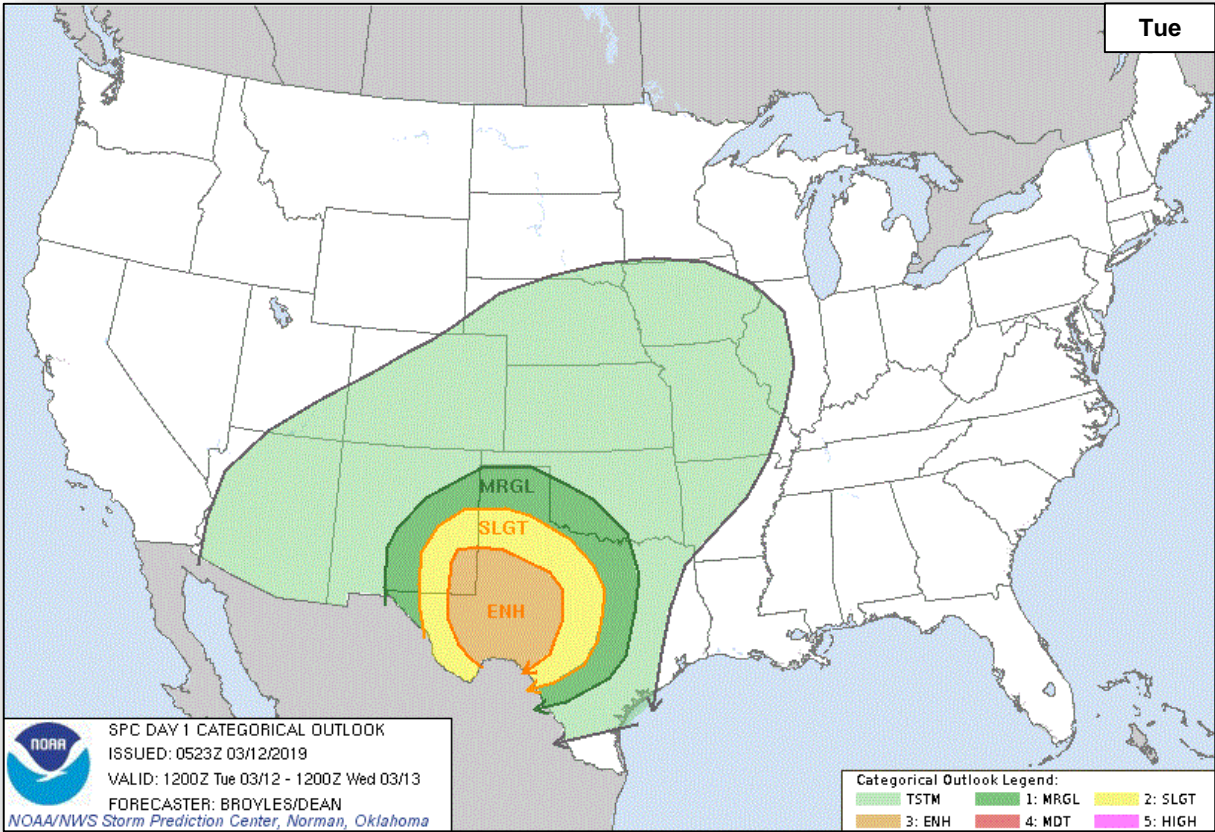 Tue
MRGL
SLGT
ENH
NOAA
SPC DAY 1 CATEGORICAL OUTLOOK
ISSUED: 0523Z 03/12/2019
VALID: 1200Z Tue 03/12 - 1200Z Wed 03/13
FORECASTER: BROYLES/DEAN
NOAA/NWS Storm Prediction Center, Norman, Oklahoma
Categorical Outlook Legend:
TSTM 1: MRGL 2: SLGT
3: ENH 4: MDT 5: HIGH